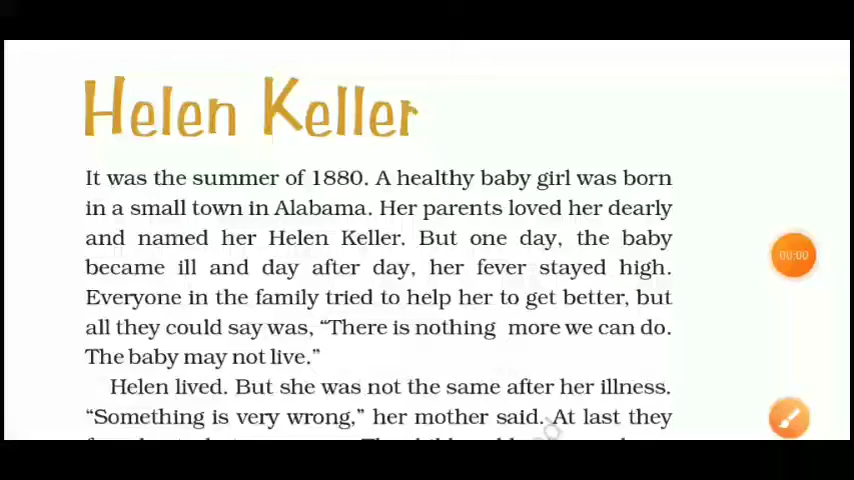 Helen Keller
It was the summer of 1880. A healthy baby girl was born
in a small town in Alabama. Her parents loved her dearly
and named her Helen Keller. But one day, the baby
became ill and day after day, her fever stayed high.
Everyone in the family tried to help her to get better, but
all they could say was, “There is nothing more we can do.
The baby may not live.”
Helen lived. But she was not the same after her illness.
“Something is very wrong,” her mother said. At last they
00:00